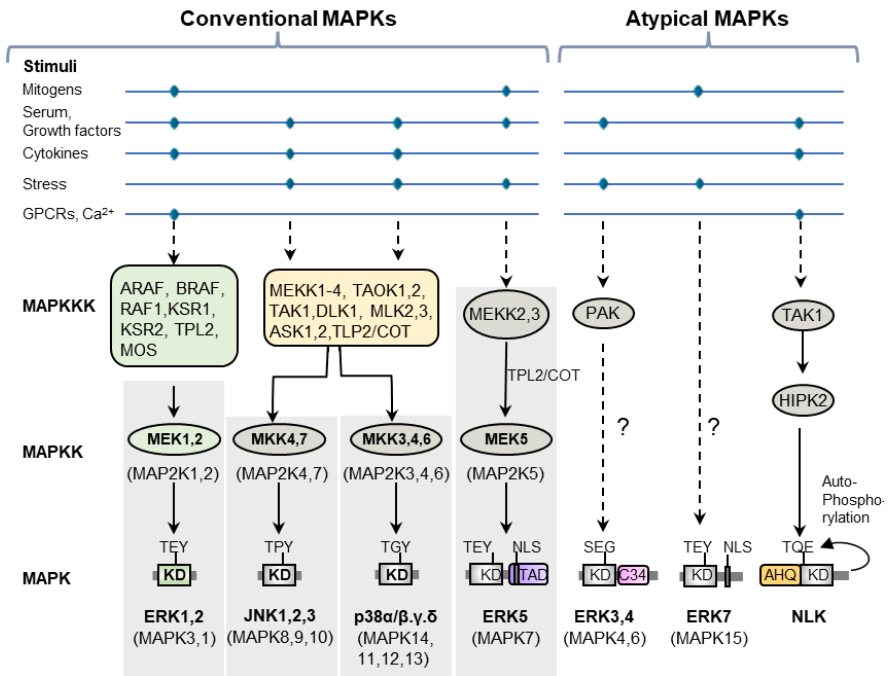 Conventional MAPKs
Atypical MAPKs
Stimuli
Mitogens
Serum,
Growth factors
Cytokines
Stress
GPCRs, Ca²⁺
MAPKKK
ARAF, BRAF,
RAF1,KSR1,
KSR2, TPL2,
MOS
MEKK1-4, TAOK1,2,
TAK1,DLK1, MLK2,3,
ASK1,2,TLP2/COT
MEKK2,3
PAK
TAK1
TPL2/COT
HIPK2
MAPKK
MEK1,2
MKK4,7
MKK3,4,6
MEK5
?
?
(MAP2K1,2)
(MAP2K4,7)
(MAP2K3,4,6)
(MAP2K5)
Auto-
Phospho-
rylation
TEY
TPY
TGY
TEY
NLS
SEG
TEY
NLS
TQE
MAPK
KD
KD
KD
KD
TAD
KD
C34
KD
AHQ
KD
ERK1,2
JNK1,2,3
p38α/β.γ.δ
ERK5
ERK3,4
ERK7
NLK
(MAPK3,1)
(MAPK8,9,10)
(MAPK14,
11,12,13)
(MAPK7)
(MAPK4,6)
(MAPK15)